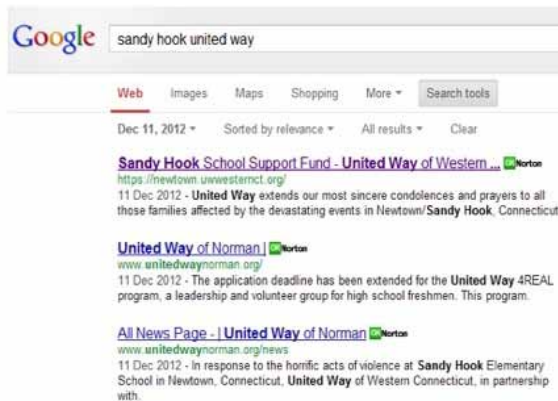 Google sandy hook united way
Web Images Maps Shopping More Search tools
Dec 11, 2012 Sorted by relevance All results Clear
Sandy Hook School Support Fund - United Way of Western ... OK Norton
https://newtown.uwwesternct.org/
11 Dec 2012 - United Way extends our most sincere condolences and prayers to all
those families affected by the devastating events in Newtown/Sandy Hook, Connecticut
United Way of Norman | OK Norton
www.unitedwaynorman.org/
11 Dec 2012 - The application deadline has been extended for the United Way 4REAL
program, a leadership and volunteer group for high school freshmen. This program.
All News Page - | United Way of Norman OK Norton
www.unitedwaynorman.org/news
11 Dec 2012 - In response to the horrific acts of violence at Sandy Hook Elementary
School in Newtown, Connecticut, United Way of Western Connecticut, in partnership
with.